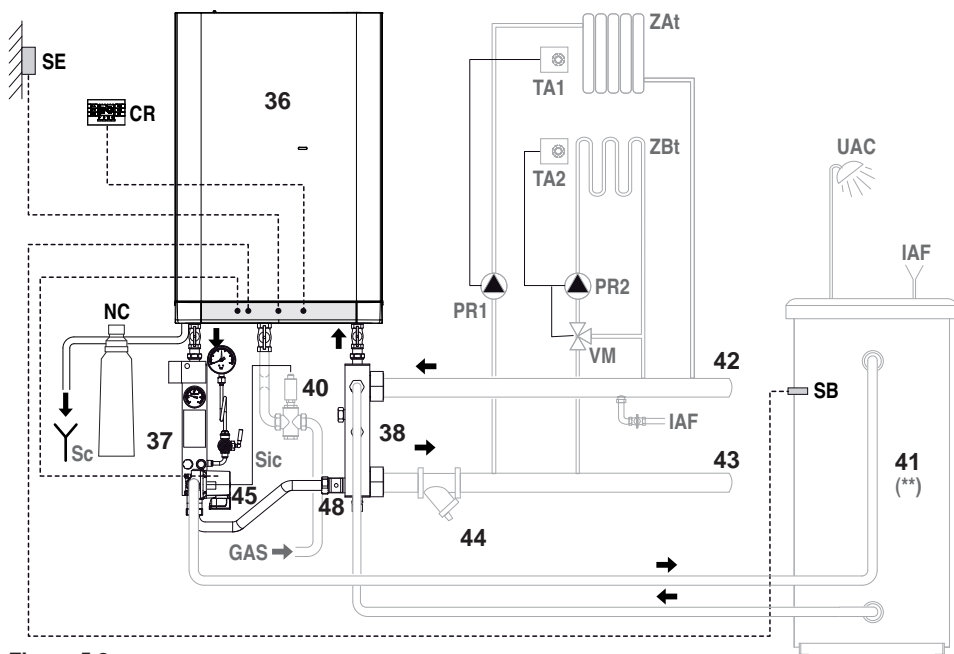 SE
CR
36
ZAt
TA1
ZBt
TA2
UAC
IAF
NC
PR1
PR2
VM
42
SB
40
IAF
37
38
Sc
Sic
43
41
(**)
45
48
44
GAS